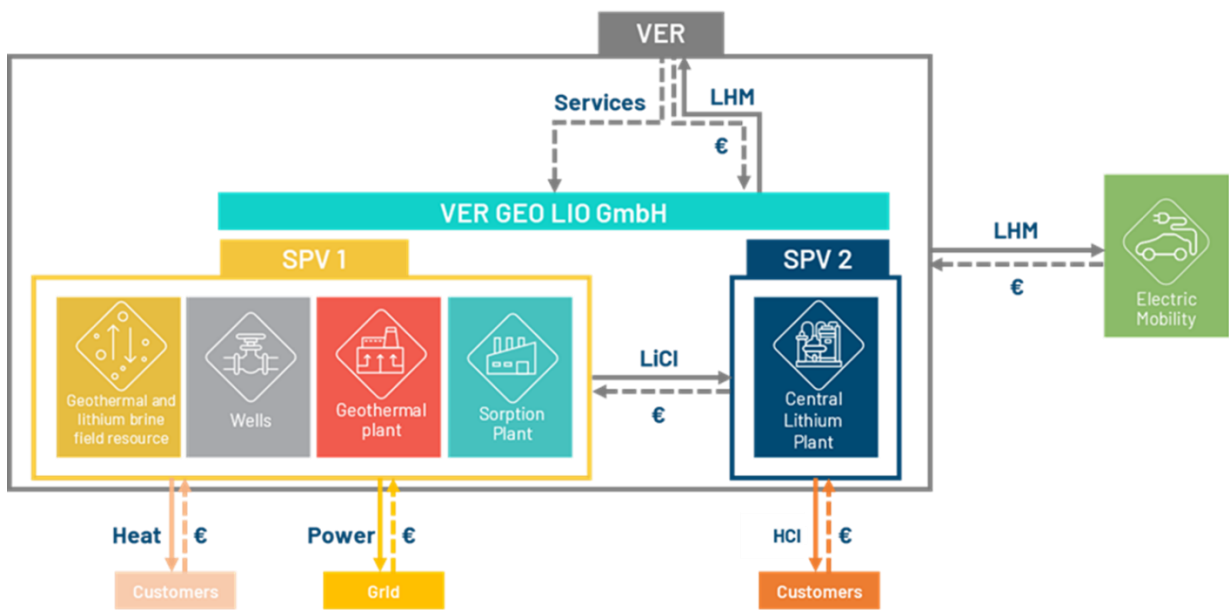 VER
Services
LHM
€
VER GEO LIO GmbH
SPV 1
SPV 2
LHM
€
Electric
Mobility
Geothermal and
lithium brine
field resource
Wells
Geothermal
plant
Sorption
Plant
LiCl
€
Central
Lithium
Plant
Heat
€
Power
€
HCl
€
Customers
Grld
Customers